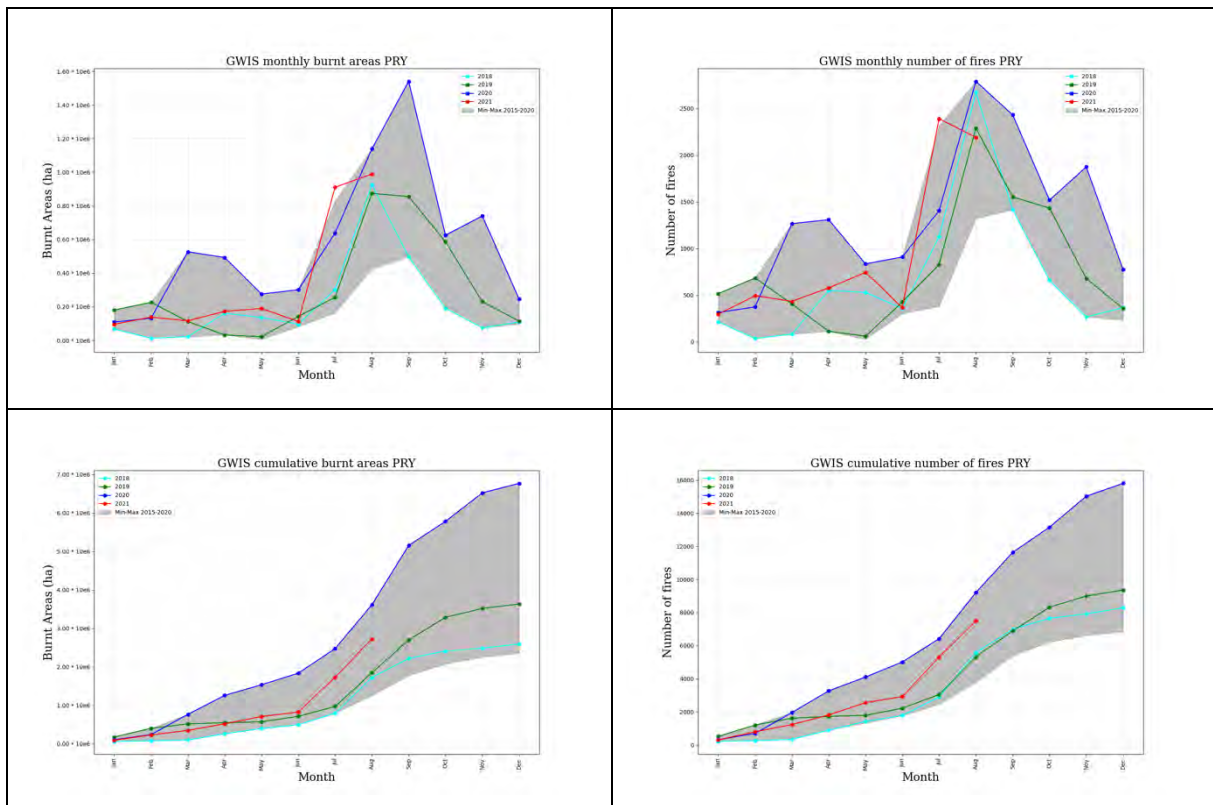 GWIS monthly burnt areas PRY
1.60 * 10e6
1.40 * 10e6
1.20 * 10e6
1.00 * 10e6
0.80 * 10e6
0.60 * 10e6
0.40 * 10e6
0.20 * 10e6
0.00 * 10e6
Burnt Areas (ha)
2018
2019
2020
2021
Min-Max 2015-2020
Jan
Feb
Mar
Apr
May
Jun
Jul
Aug
Sep
Oct
Nov
Dec
Month
GWIS monthly number of fires PRY
2500
2000
1500
1000
500
0
Number of fires
2018
2019
2020
2021
Min-Max 2015-2020
Jan
Feb
Mar
Apr
May
Jun
Jul
Aug
Sep
Oct
Nov
Dec
Month
GWIS cumulative burnt areas PRY
7.00 * 10e6
6.00 * 10e6
5.00 * 10e6
4.00 * 10e6
3.00 * 10e6
2.00 * 10e6
1.00 * 10e6
0.00 * 10e6
Burnt Areas (ha)
2018
2019
2020
2021
Min-Max 2015-2020
Jan
Feb
Mar
Apr
May
Jun
Jul
Aug
Sep
Oct
Nov
Dec
Month
GWIS cumulative number of fires PRY
16000
14000
12000
10000
8000
6000
4000
2000
0
Number of fires
2018
2019
2020
2021
Min-Max 2015-2020
Jan
Feb
Mar
Apr
May
Jun
Jul
Aug
Sep
Oct
Nov
Dec
Month